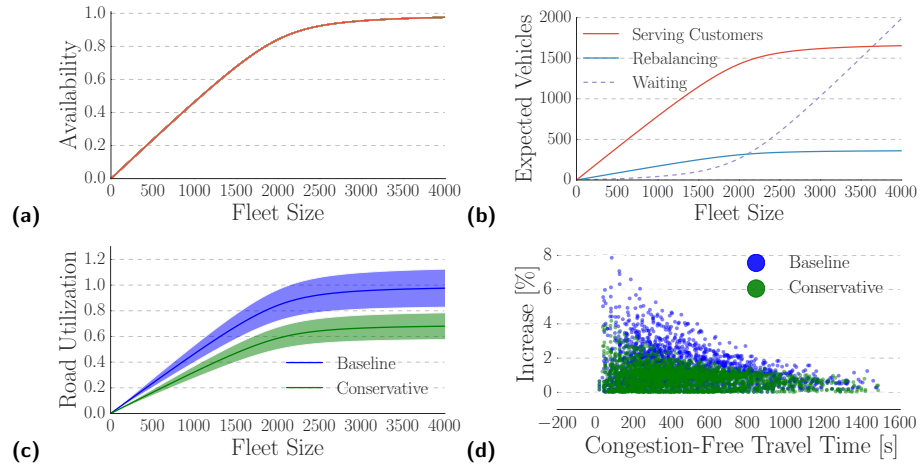 1.0
0.8
0.6
0.4
0.2
0.0
Availability
0 500 1000 1500 2000 2500 3000 3500 4000
Fleet Size
(a)
2000
1500
1000
500
0
Expected Vehicles
Serving Customers
Rebalancing
Waiting
0 500 1000 1500 2000 2500 3000 3500 4000
Fleet Size
(b)
1.2
1.0
0.8
0.6
0.4
0.2
0.0
Road Utilization
Baseline
Conservative
0 500 1000 1500 2000 2500 3000 3500 4000
Fleet Size
(c)
8
6
4
2
0
Increase [%]
Baseline
Conservative
−200 0 200 400 600 800 1000 1200 1400 1600
Congestion-Free Travel Time [s]
(d)